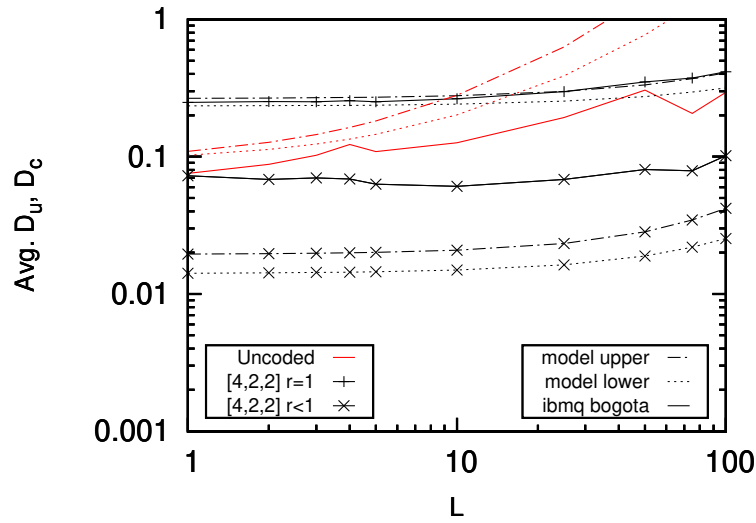 1
0.1
0.01
0.001
Avg. D_u, D_c
Uncoded
[4,2,2] r=1
[4,2,2] r<1
model upper
model lower
ibmq bogota
1
10
100
L